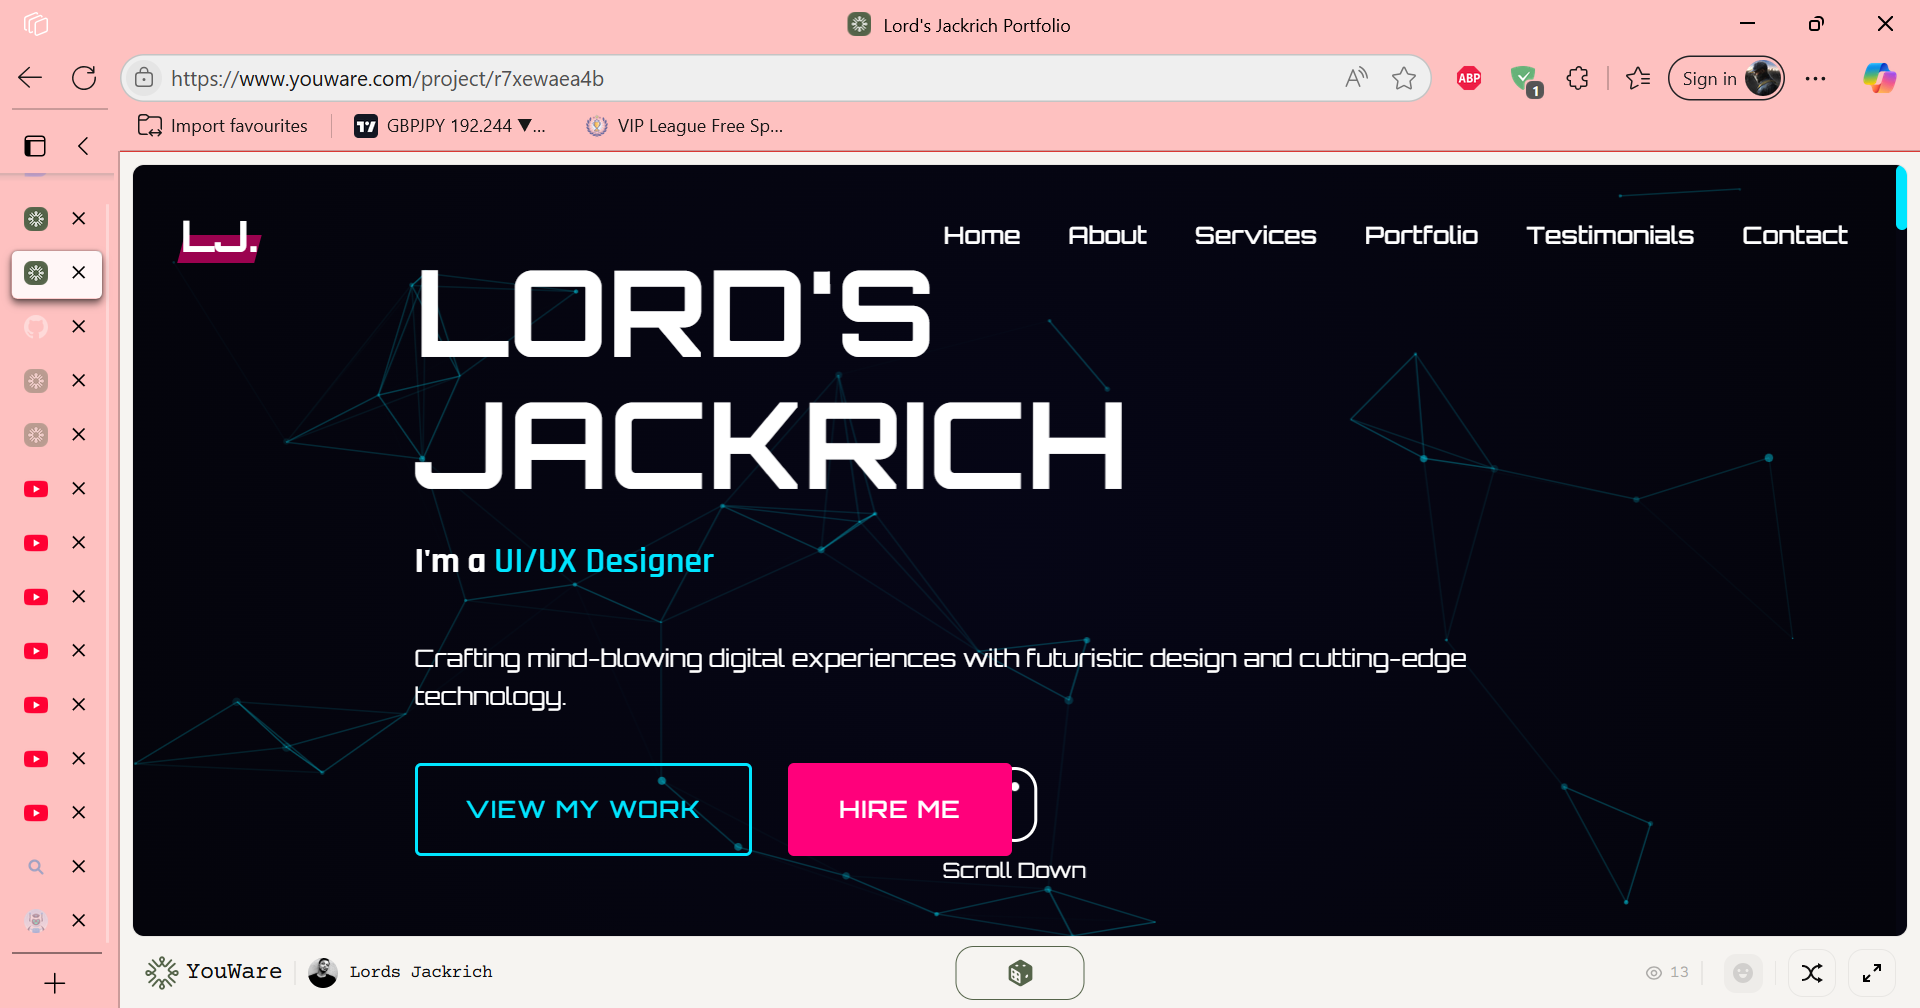 Lord's Jackrich Portfolio
https://www.youware.com/project/r7xewaea4b
A
ABP
1
Sign in
Import favourites
GBPJPY 192.244 ▼...
VIP League Free Sp...
LJ.
Home
About
Services
Portfolio
Testimonials
Contact
LORD'S
JACKRICH
I'm a UI/UX Designer
Crafting mind-blowing digital experiences with futuristic design and cutting-edge
technology.
VIEW MY WORK
HIRE ME
Scroll Down
YouWare
Lords Jackrich
13